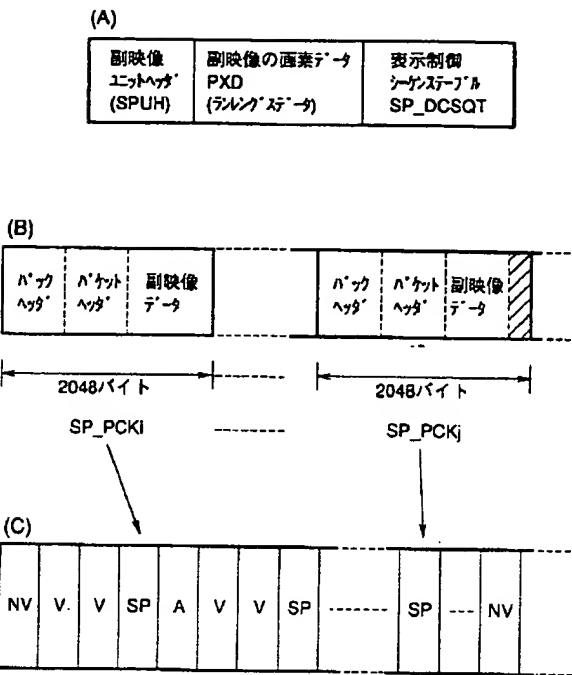 (A)
副映像
ユニットヘッダ
(SPUH)
副映像の画素データ
PXD
(ランレングスデータ)
表示制御
シーケンステーブル
SP_DCSQT
(B)
パック
ヘッダ
パケット
ヘッダ
副映像
データ
パック
ヘッダ
パケット
ヘッダ
副映像
データ
2048バイト
2048バイト
SP_PCKi
SP_PCKj
(C)
NV V V SP A V V SP SP NV